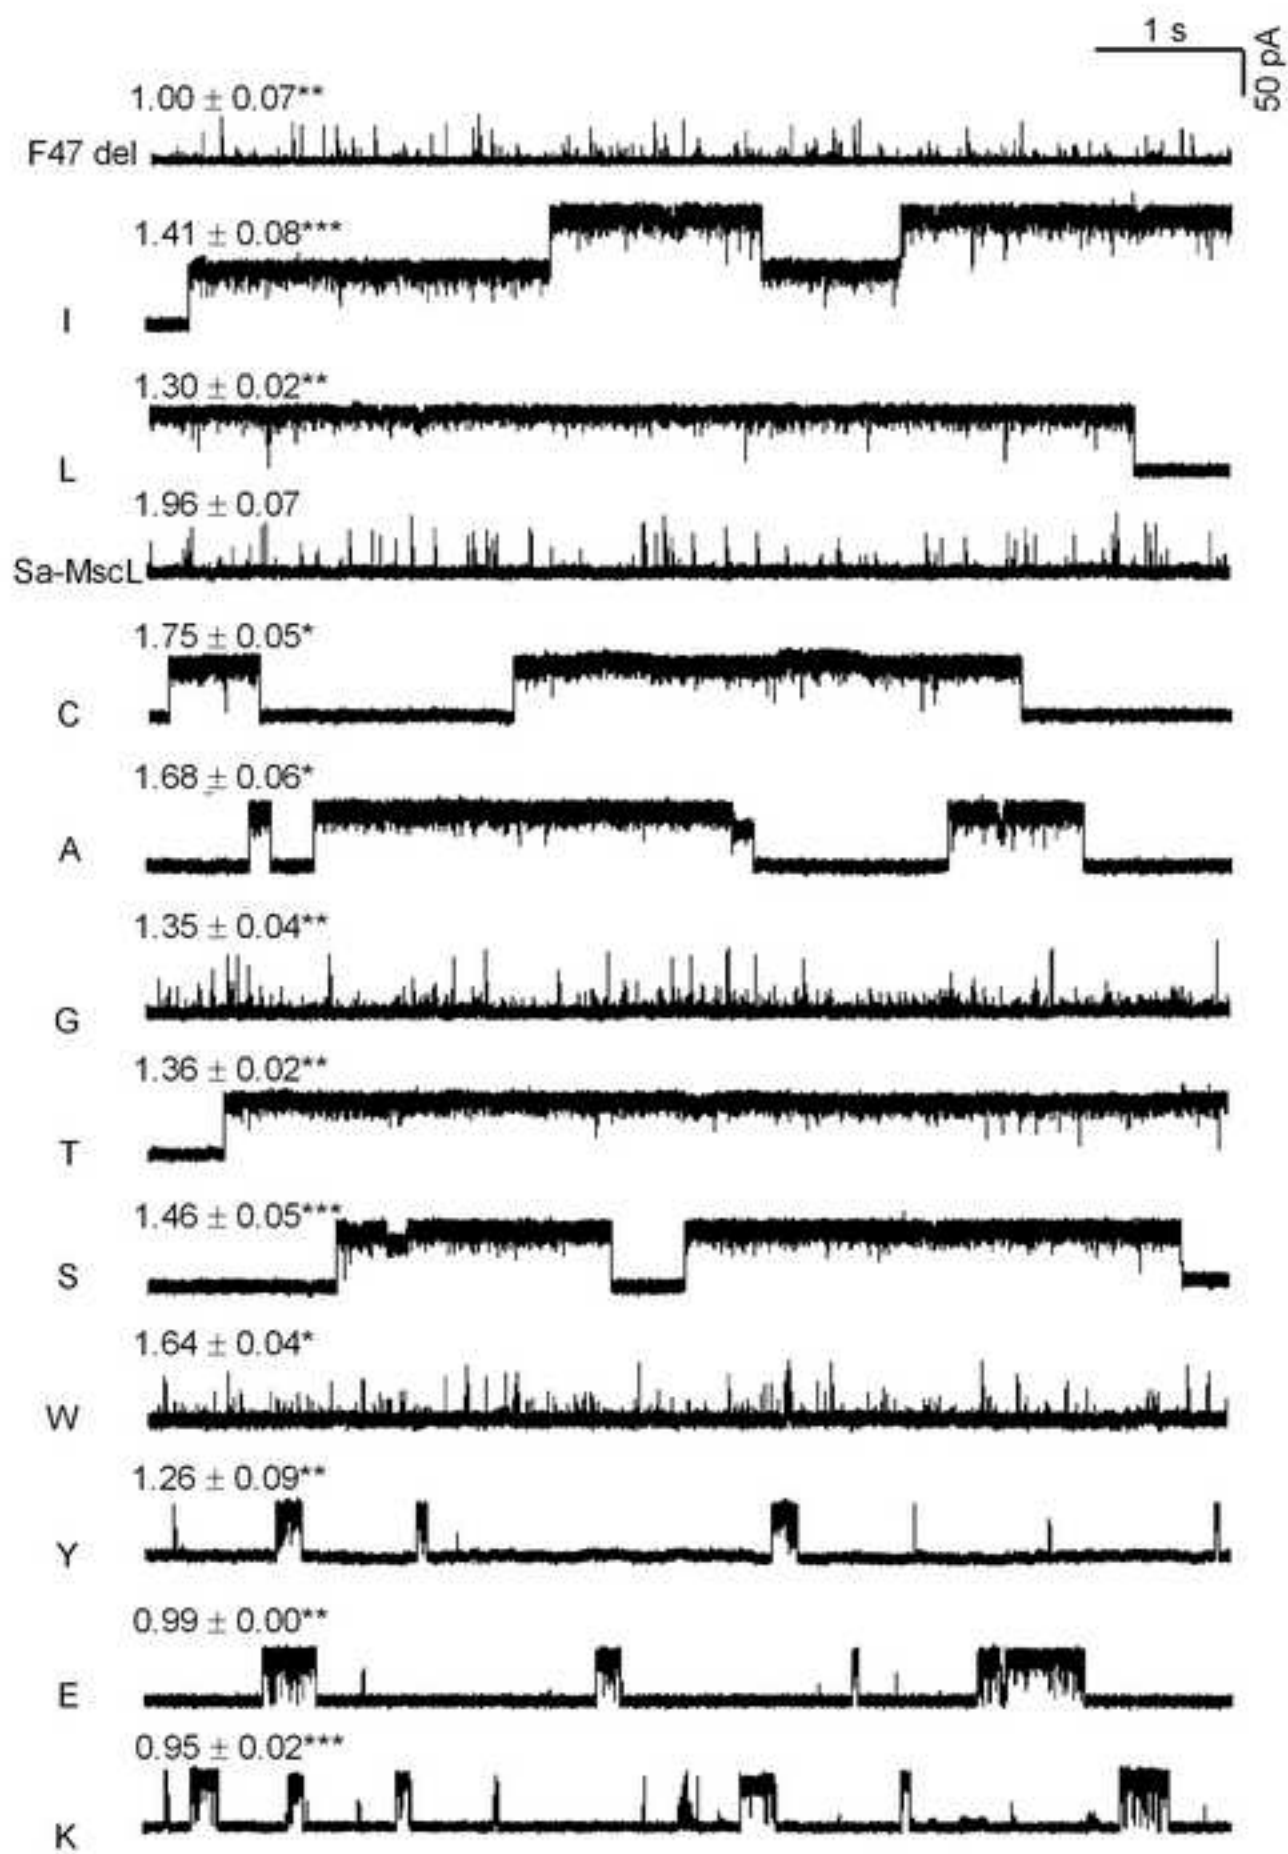 1 s
50 pA
1.00 ± 0.07**
F47 del
1.41 ± 0.08***
I
1.30 ± 0.02**
L
1.96 ± 0.07
Sa-MscL
1.75 ± 0.05*
C
1.68 ± 0.06*
A
1.35 ± 0.04**
G
1.36 ± 0.02**
T
1.46 ± 0.05***
S
1.64 ± 0.04*
W
1.26 ± 0.09**
Y
0.99 ± 0.00**
E
0.95 ± 0.02***
K